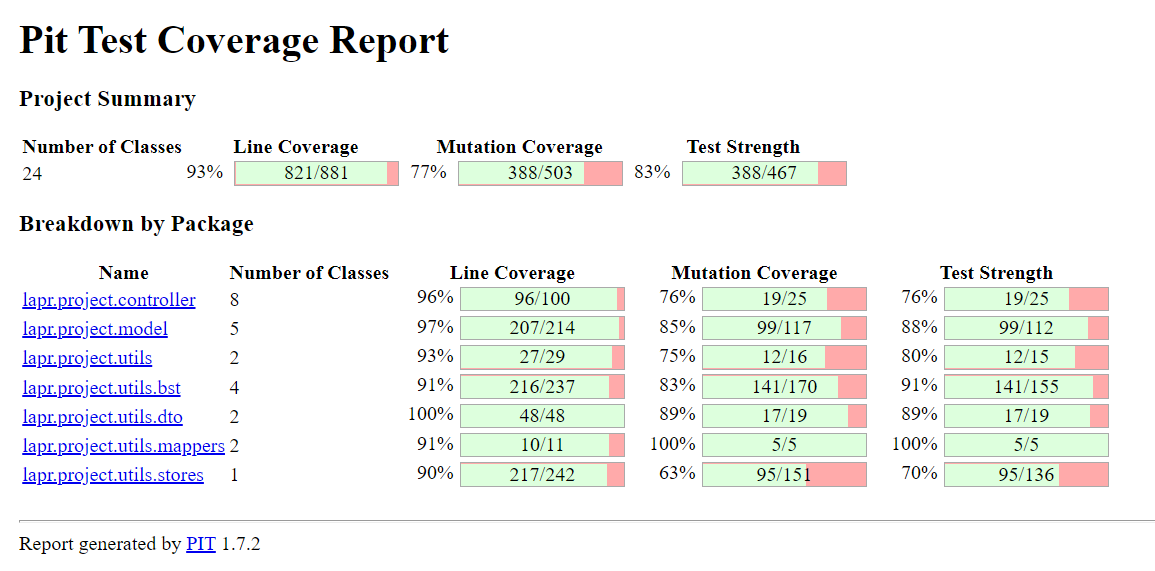 Pit Test Coverage Report
Project Summary
Number of Classes Line Coverage Mutation Coverage Test Strength
24 93% 821/881 77% 388/503 83% 388/467
Breakdown by Package
Name Number of Classes Line Coverage Mutation Coverage Test Strength
lapr.project.controller 8 96% 96/100 76% 19/25 76% 19/25
lapr.project.model 5 97% 207/214 85% 99/117 88% 99/112
lapr.project.utils 2 93% 27/29 75% 12/16 80% 12/15
lapr.project.utils.bst 4 91% 216/237 83% 141/170 91% 141/155
lapr.project.utils.dto 2 100% 48/48 89% 17/19 89% 17/19
lapr.project.utils.mappers 2 91% 10/11 100% 5/5 100% 5/5
lapr.project.utils.stores 1 90% 217/242 63% 95/151 70% 95/136
Report generated by PIT 1.7.2